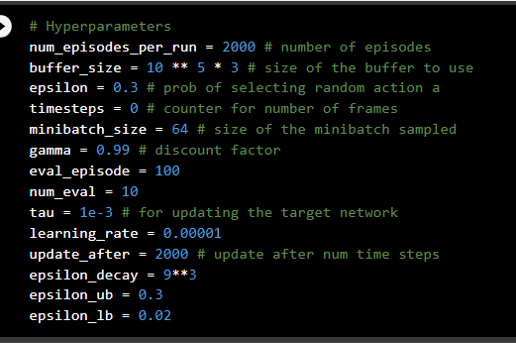 # Hyperparameters
num_episodes_per_run = 2000 # number of episodes
buffer_size = 10 ** 5 * 3 # size of the buffer to use
epsilon = 0.3 # prob of selecting random action a
timesteps = 0 # counter for number of frames
minibatch_size = 64 # size of the minibatch sampled
gamma = 0.99 # discount factor
eval_episode = 100
num_eval = 10
tau = 1e-3 # for updating the target network
learning_rate = 0.00001
update_after = 2000 # update after num time steps
epsilon_decay = 9**3
epsilon_ub = 0.3
epsilon_lb = 0.02